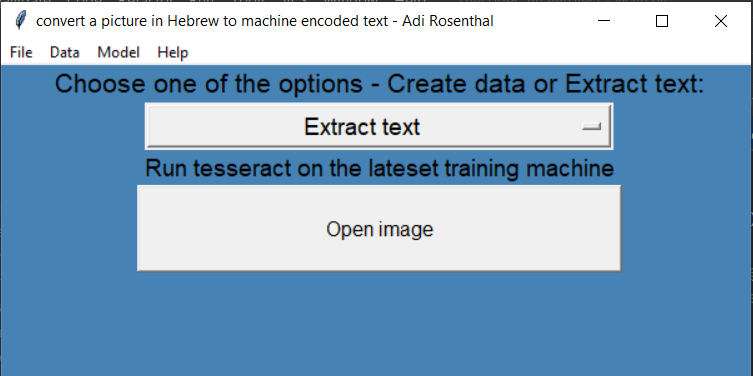 convert a picture in Hebrew to machine encoded text - Adi Rosenthal
File Data Model Help
Choose one of the options - Create data or Extract text:
Extract text
Run tesseract on the lateset training machine
Open image